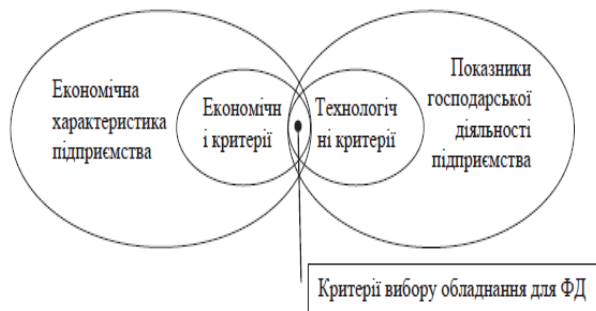 Економічна
характеристика
підприємства
Економічн
і критерії
Технологіч
ні критерії
Показники
господарської
діяльності
підприємства
Критерії вибору обладнання для ФД